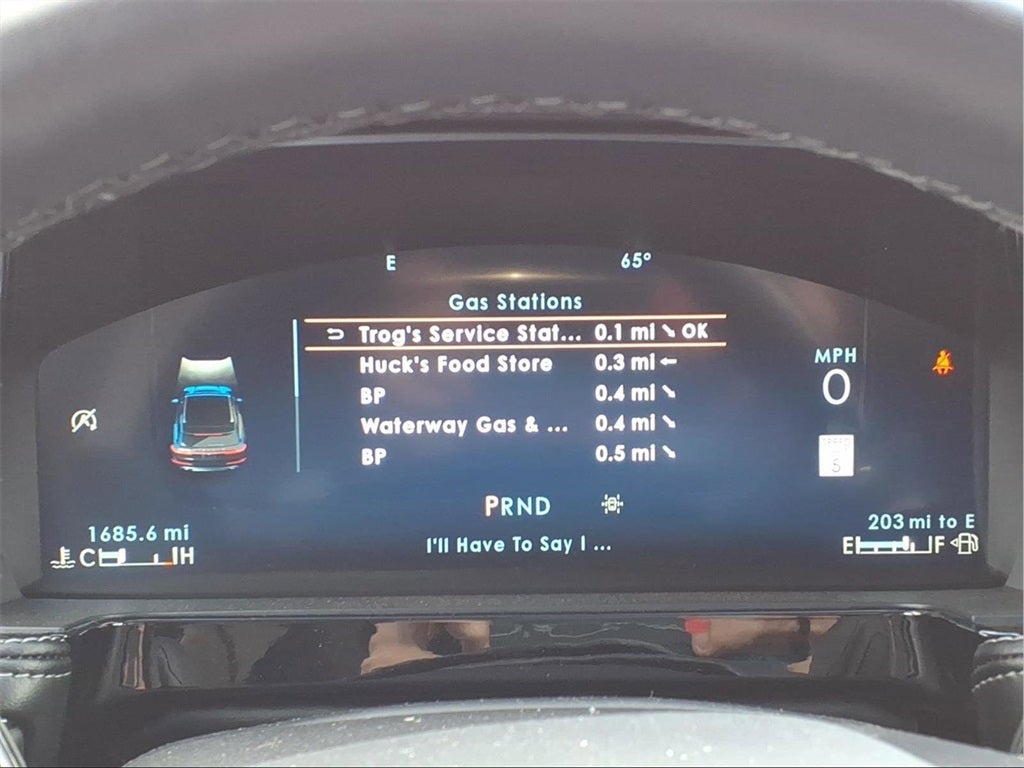 E 65°
Gas Stations
Trog's Service Stat... 0.1 mi OK
Huck's Food Store 0.3 mi
BP 0.4 mi
Waterway Gas & ... 0.4 mi
BP 0.5 mi
MPH
0
SPEED
5
PRND
1685.6 mi
203 mi to E
C H
I'll Have To Say I ...
E F